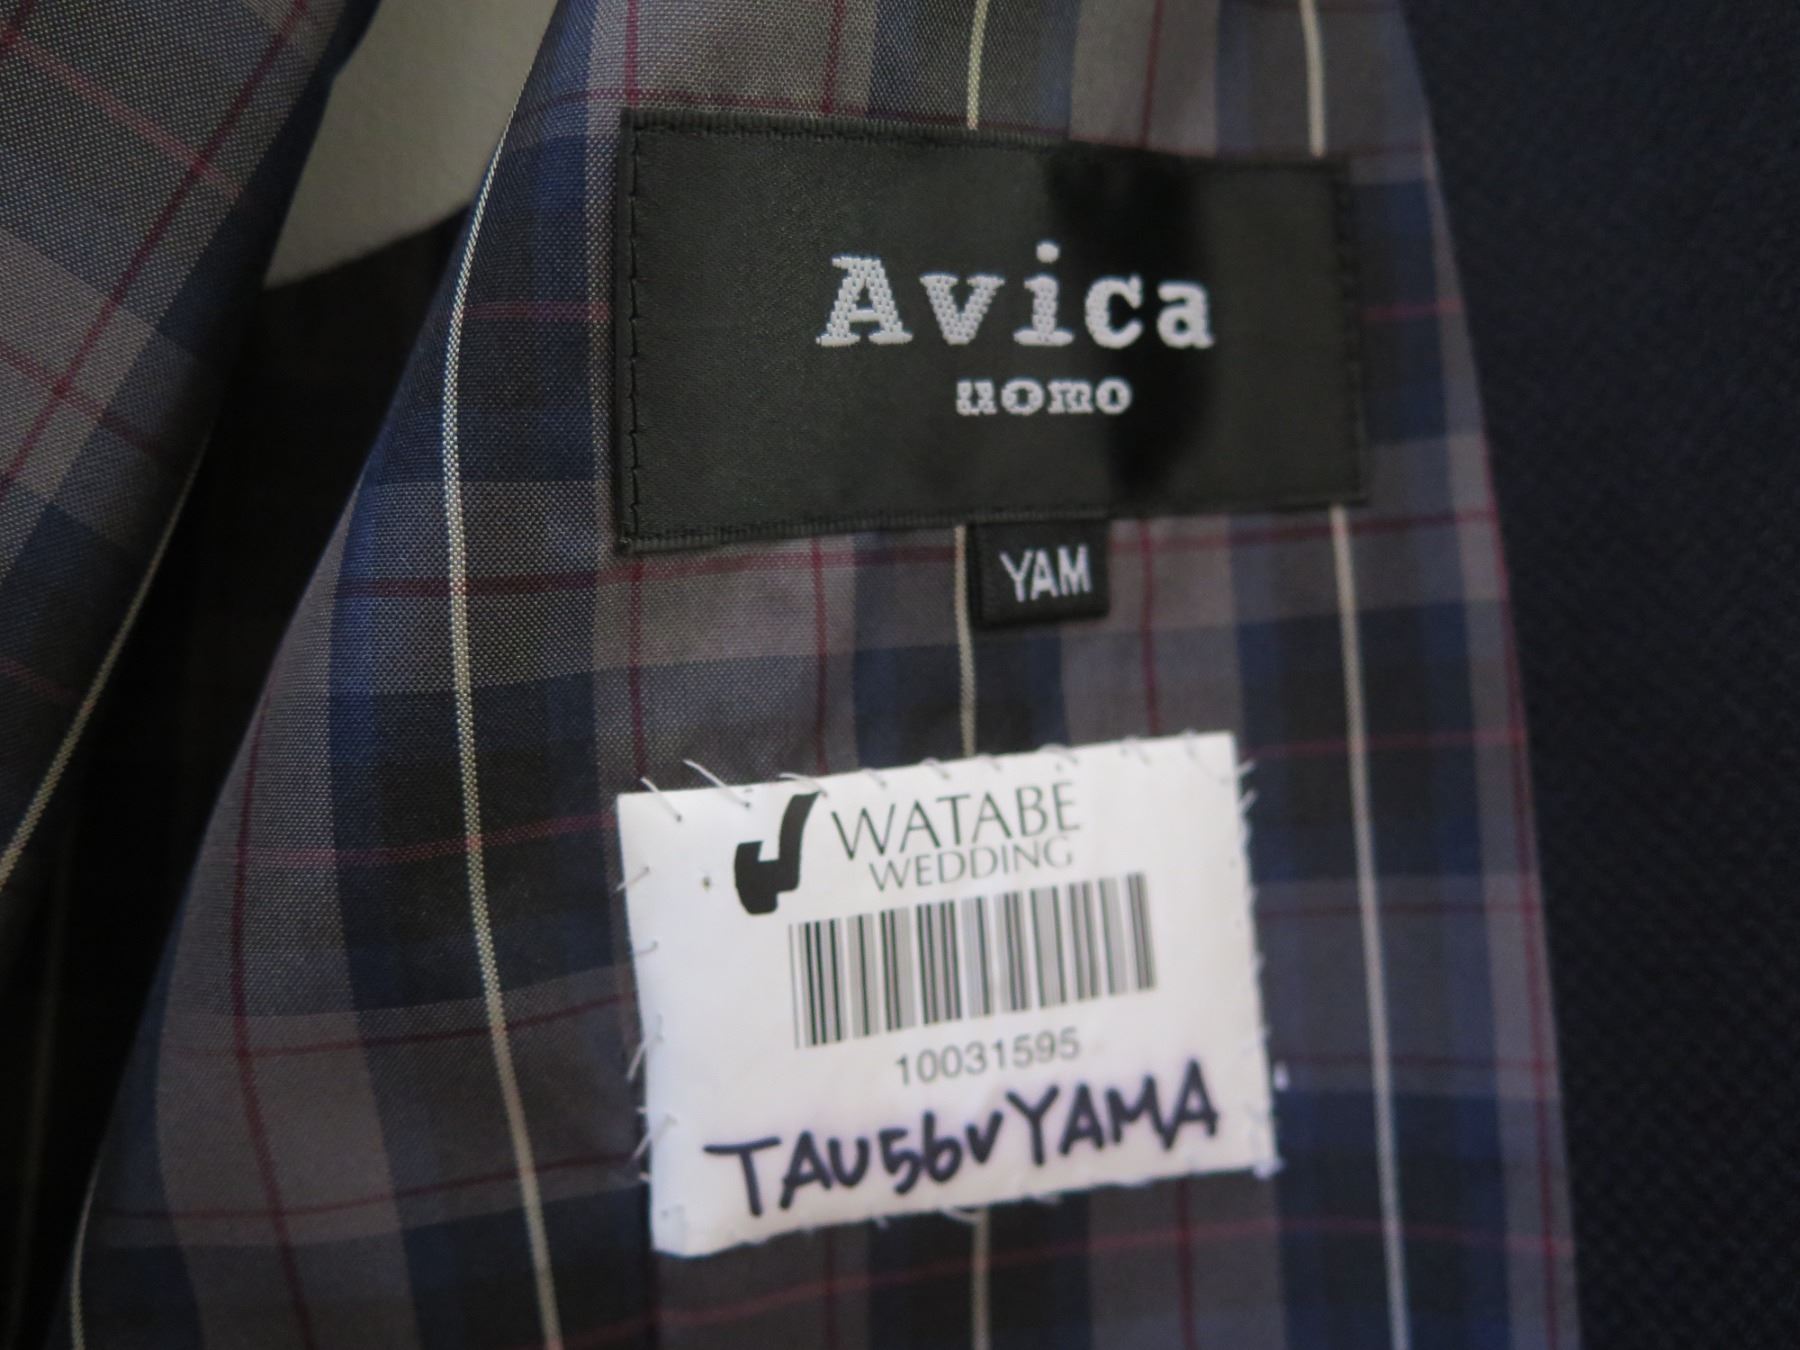 Avica
uomo
YAM
WATABE
WEDDING
10031595
TAU56vYAMA